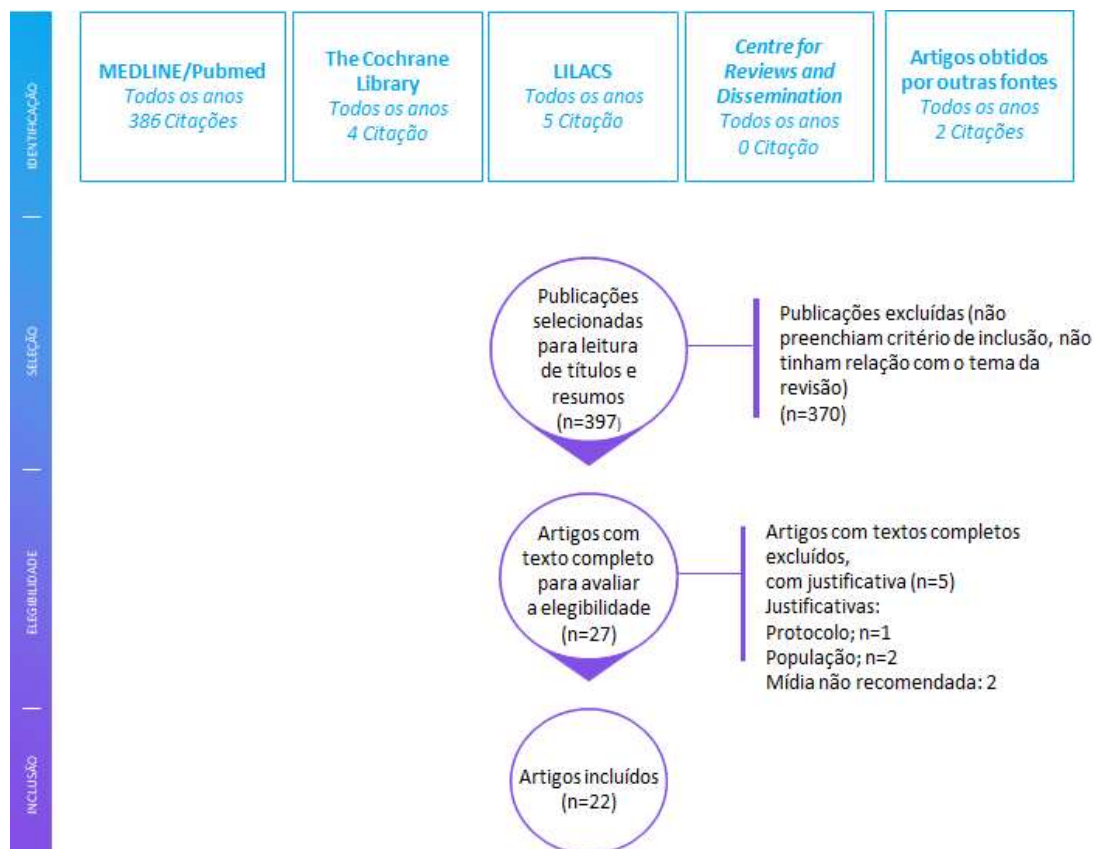 IDENTIFICAÇÃO
MEDLINE/Pubmed
Todos os anos
386 Citações
The Cochrane
Library
Todos os anos
4 Citação
LILACS
Todos os anos
5 Citação
Centre for
Reviews and
Dissemination
Todos os anos
0 Citação
Artigos obtidos
por outras fontes
Todos os anos
2 Citações
SELEÇÃO
Publicações
selecionadas
para leitura
de títulos e
resumos
(n=397)
Publicações excluídas (não
preenchiam critério de inclusão, não
tinham relação com o tema da
revisão)
(n=370)
ELEGIBILIDADE
Artigos com
texto completo
para avaliar
a elegibilidade
(n=27)
Artigos com textos completos
excluídos,
com justificativa (n=5)
Justificativas:
Protocolo; n=1
População; n=2
Mídia não recomendada: 2
INCLUSÃO
Artigos incluídos
(n=22)